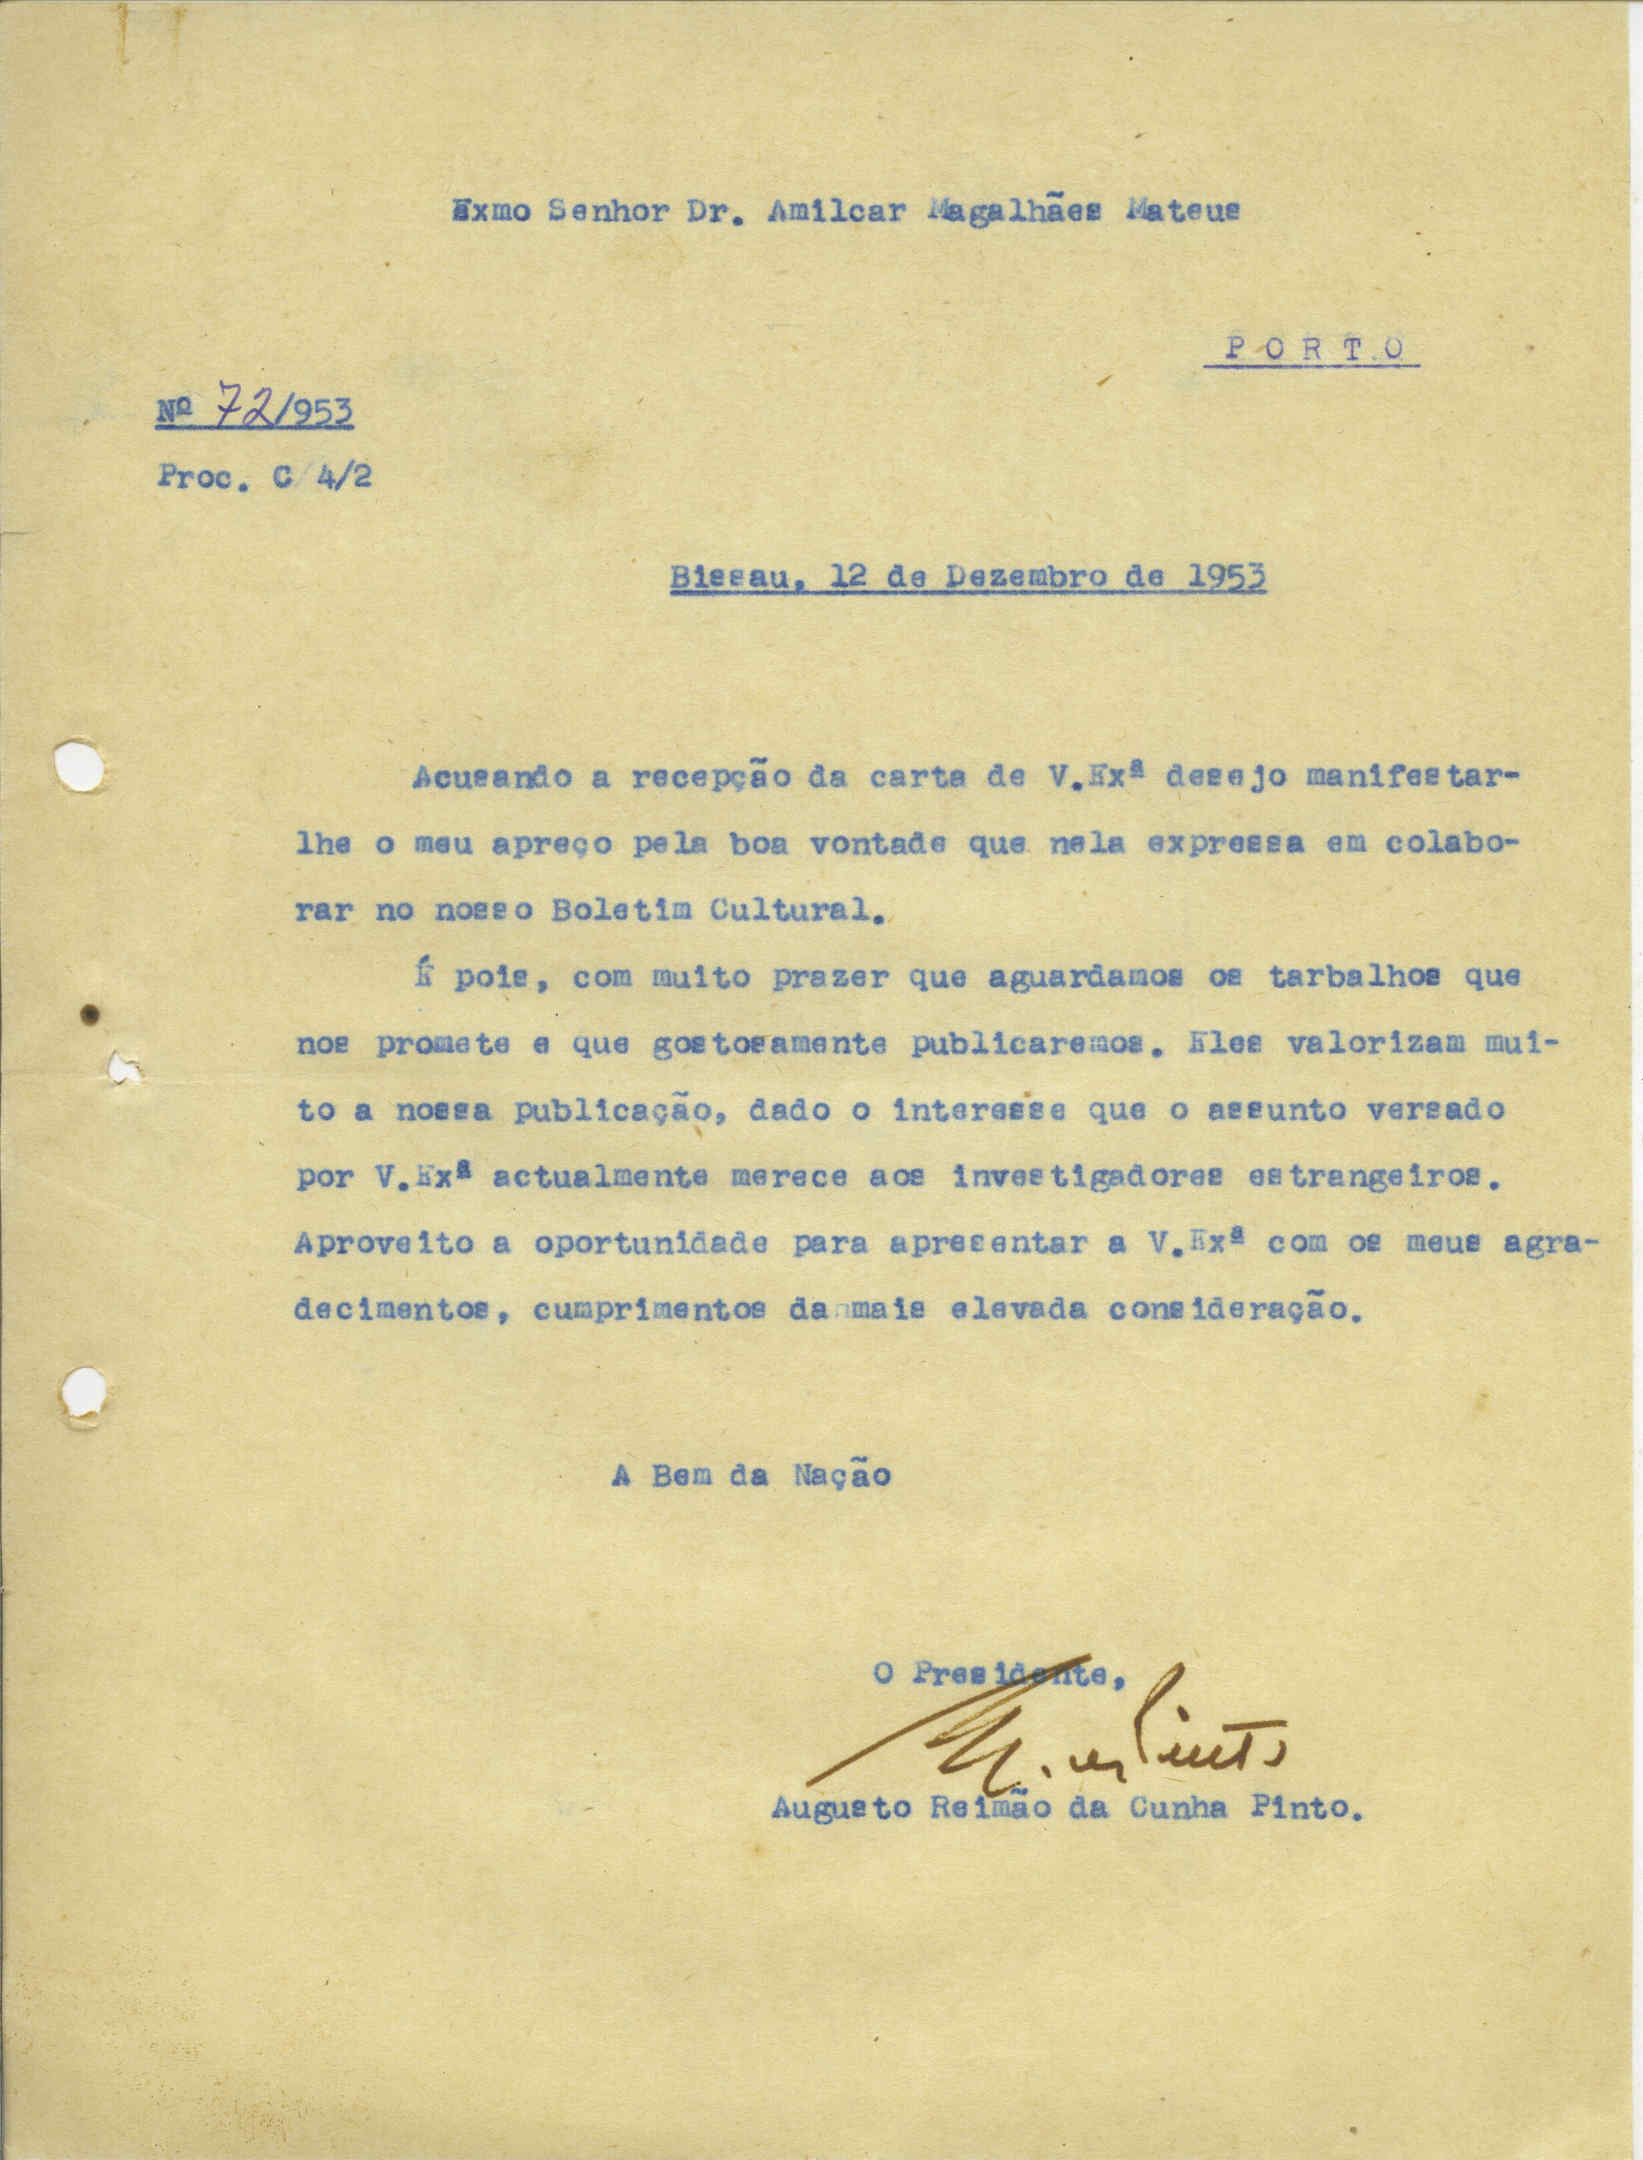 Exmo Senhor Dr. Amilcar Magalhães Mateus
PORTO
Nº 72/953
Proc. C 4/2
Bissau, 12 de Dezembro de 1953
Acusando a recepção da carta de V.Exª desejo manifestar-
lhe o meu apreço pela boa vontade que nela expressa em colabo-
rar no nosso Boletim Cultural.
É pois, com muito prazer que aguardamos os tarbalhos que
nos promete e que gostosamente publicaremos. Eles valorizam mui-
to a nossa publicação, dado o interesse que o assunto versado
por V.Exª actualmente merece aos investigadores estrangeiros.
Aproveito a oportunidade para apresentar a V.Exª com os meus agra-
decimentos, cumprimentos da mais elevada consideração.
A Bem da Nação
O Presidente,
Augusto Reimão da Cunha Pinto.